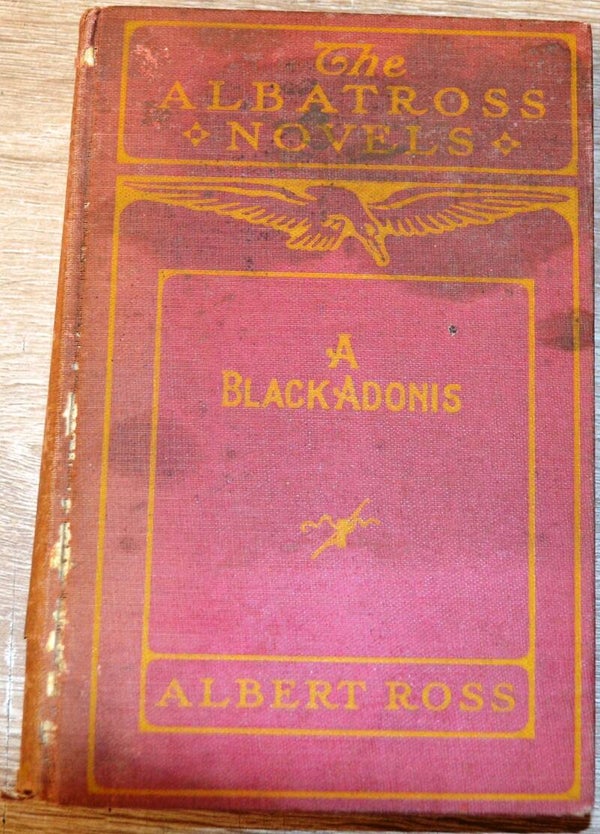 The
ALBATROSS
NOVELS
A
BLACK ADONIS
ALBERT ROSS